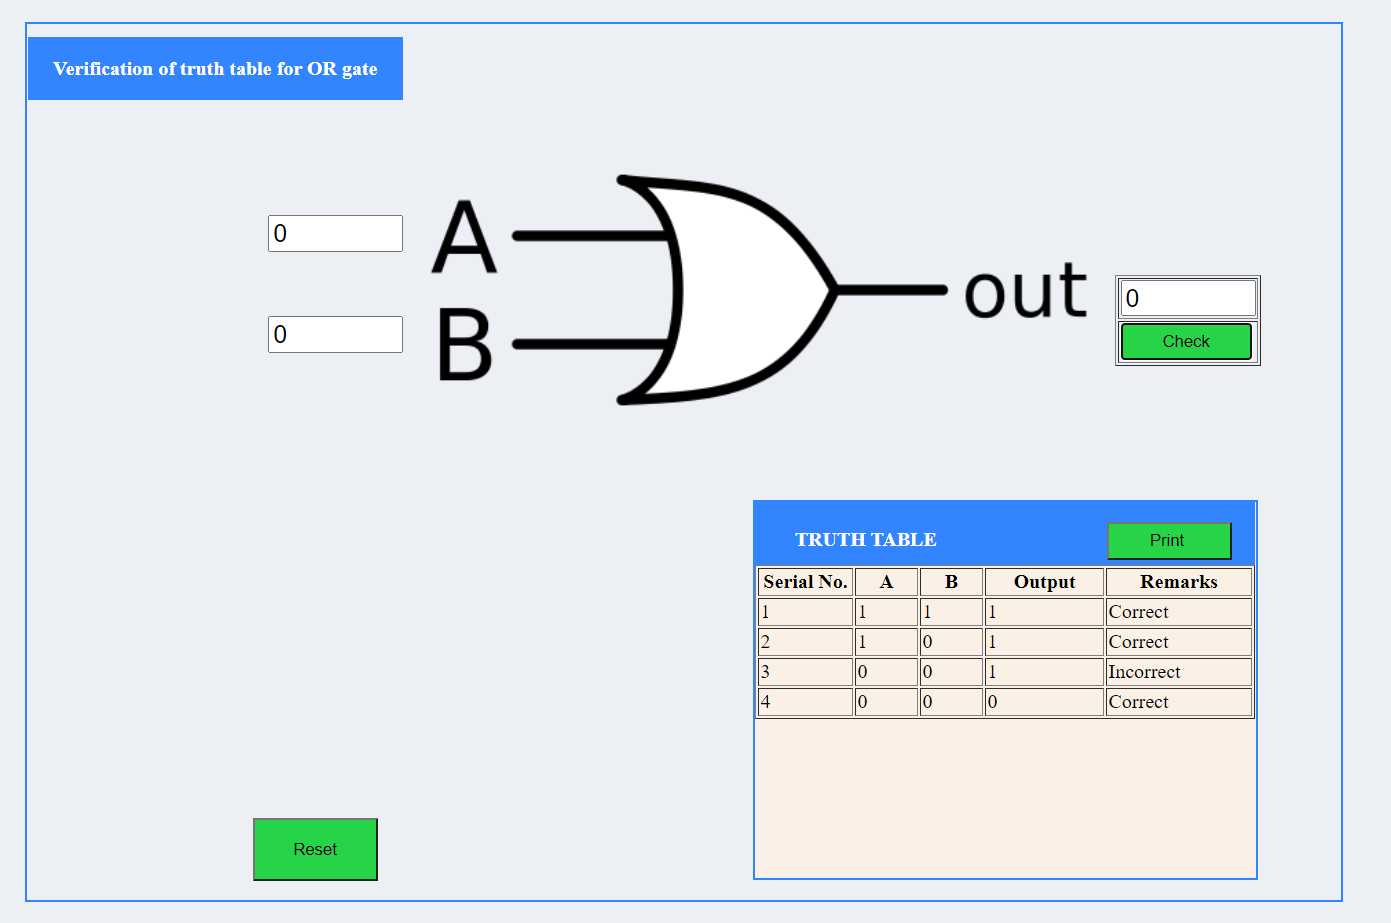 Verification of truth table for OR gate
0
A
0
B
out
0
Check
TRUTH TABLE
Print
Serial No. A B Output Remarks
1 1 1 1 Correct
2 1 0 1 Correct
3 0 0 1 Incorrect
4 0 0 0 Correct
Reset